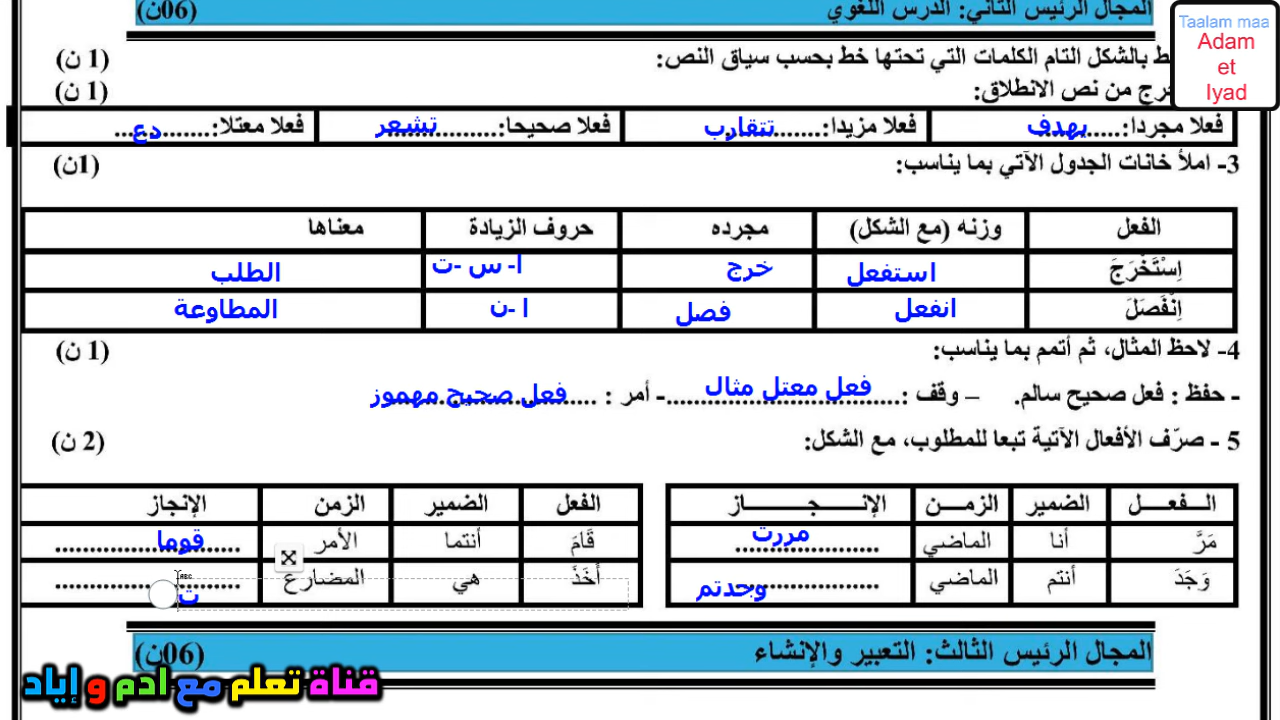 المجال الرئيس الثاني: الدرس اللغوي (06ن)
Taalam maa
Adam
et
Iyad
ط بالشكل التام الكلمات التي تحتها خط بحسب سياق النص: (1 ن)
رج من نص الانطلاق: (1 ن)
فعلا مجردا:............ يهدف فعلا مزيدا:............ تتقارب فعلا صحيحا:............ تشعر فعلا معتلا:............ دع
3- املأ خانات الجدول الآتي بما يناسب: (1ن)
الفعل وزنه (مع الشكل) مجرده حروف الزيادة معناها
اِسْتَخْرَجَ استفعل خرج ا- س -ت الطلب
اِنْفَصَلَ انفعل فصل ا -ن المطاوعة
4- لاحظ المثال، ثم أتمم بما يناسب: (1 ن)
- حفظ : فعل صحيح سالم. – وقف :............ فعل معتل مثال - أمر : ............ فعل صحيح مهموز
5 - صرّف الأفعال الآتية تبعا للمطلوب، مع الشكل: (2 ن)
الــفــعــل الضمير الزمــن الإنـــجـــاز الفعل الضمير الزمن الإنجاز
مَرَّ أنا الماضي مررت قَامَ أنتما الأمر قوما
وَجَدَ أنتم الماضي وجدتم أَخَذَ هي المضارع ت
المجال الرئيس الثالث: التعبير والإنشاء (06ن)
قناة تعلم مع ادم و إياد